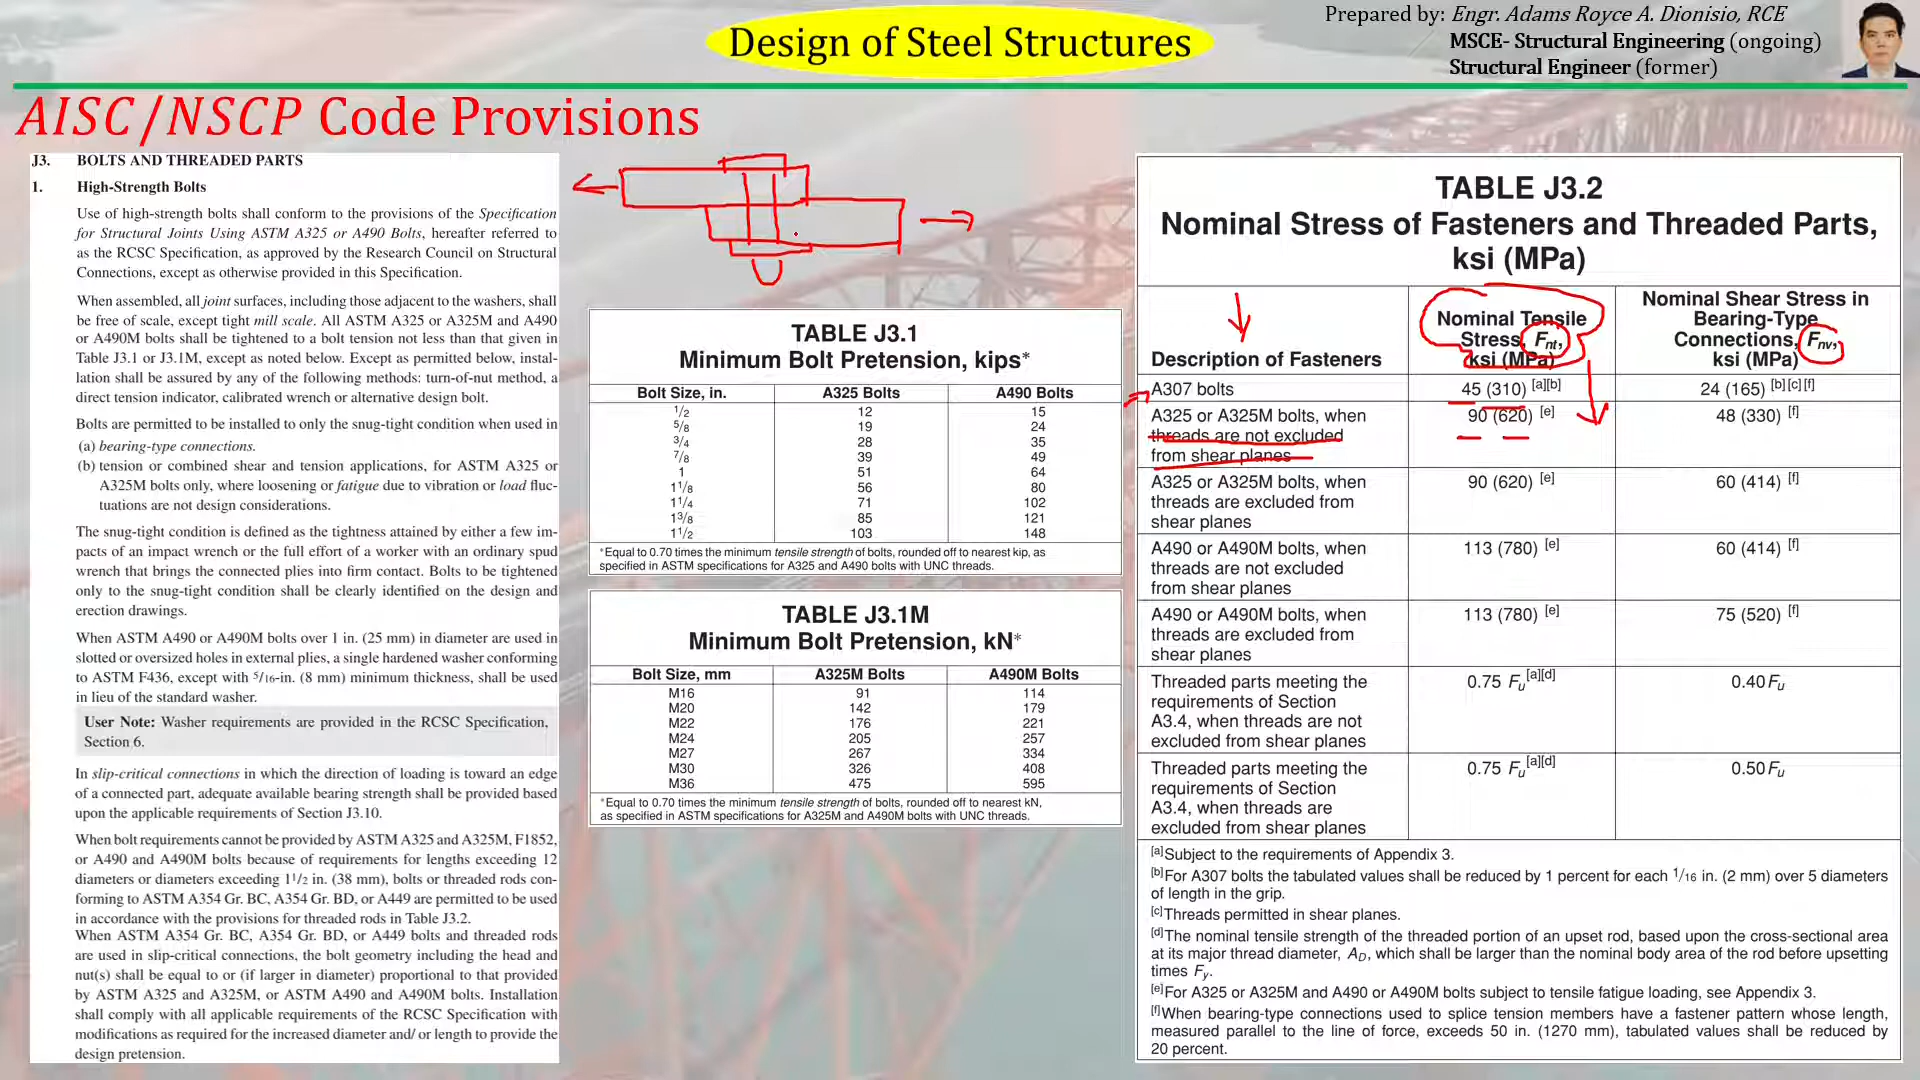 Design of Steel Structures
Prepared by: Engr. Adams Royce A. Dionisio, RCE
MSCE- Structural Engineering (ongoing)
Structural Engineer (former)
AISC/NSCP Code Provisions
J3. BOLTS AND THREADED PARTS
1. High-Strength Bolts
Use of high-strength bolts shall conform to the provisions of the Specification
for Structural Joints Using ASTM A325 or A490 Bolts, hereafter referred to
as the RCSC Specification, as approved by the Research Council on Structural
Connections, except as otherwise provided in this Specification.
When assembled, all joint surfaces, including those adjacent to the washers, shall
be free of scale, except tight mill scale. All ASTM A325 or A325M and A490
or A490M bolts shall be tightened to a bolt tension not less than that given in
Table J3.1 or J3.1M, except as noted below. Except as permitted below, instal-
lation shall be assured by any of the following methods: turn-of-nut method, a
direct tension indicator, calibrated wrench or alternative design bolt.
Bolts are permitted to be installed to only the snug-tight condition when used in
(a) bearing-type connections.
(b) tension or combined shear and tension applications, for ASTM A325 or
A325M bolts only, where loosening or fatigue due to vibration or load fluc-
tuations are not design considerations.
The snug-tight condition is defined as the tightness attained by either a few im-
pacts of an impact wrench or the full effort of a worker with an ordinary spud
wrench that brings the connected plies into firm contact. Bolts to be tightened
only to the snug-tight condition shall be clearly identified on the design and
erection drawings.
When ASTM A490 or A490M bolts over 1 in. (25 mm) in diameter are used in
slotted or oversized holes in external plies, a single hardened washer conforming
to ASTM F436, except with 5/16-in. (8 mm) minimum thickness, shall be used
in lieu of the standard washer.
User Note: Washer requirements are provided in the RCSC Specification,
Section 6.
In slip-critical connections in which the direction of loading is toward an edge
of a connected part, adequate available bearing strength shall be provided based
upon the applicable requirements of Section J3.10.
When bolt requirements cannot be provided by ASTM A325 and A325M, F1852,
or A490 and A490M bolts because of requirements for lengths exceeding 12
diameters or diameters exceeding 1 1/2 in. (38 mm), bolts or threaded rods con-
forming to ASTM A354 Gr. BC, A354 Gr. BD, or A449 are permitted to be used
in accordance with the provisions for threaded rods in Table J3.2.
When ASTM A354 Gr. BC, A354 Gr. BD, or A449 bolts and threaded rods
are used in slip-critical connections, the bolt geometry including the head and
nut(s) shall be equal to or (if larger in diameter) proportional to that provided
by ASTM A325 and A325M, or ASTM A490 and A490M bolts. Installation
shall comply with all applicable requirements of the RCSC Specification with
modifications as required for the increased diameter and/ or length to provide the
design pretension.
TABLE J3.1
Minimum Bolt Pretension, kips*
Bolt Size, in. A325 Bolts A490 Bolts
1/2 12 15
5/8 19 24
3/4 28 35
7/8 39 49
1 51 64
1 1/8 56 80
1 1/4 71 102
1 3/8 85 121
1 1/2 103 148
*Equal to 0.70 times the minimum tensile strength of bolts, rounded off to nearest kip, as
specified in ASTM specifications for A325 and A490 bolts with UNC threads.
TABLE J3.1M
Minimum Bolt Pretension, kN*
Bolt Size, mm A325M Bolts A490M Bolts
M16 91 114
M20 142 179
M22 176 221
M24 205 257
M27 267 334
M30 326 408
M36 475 595
*Equal to 0.70 times the minimum tensile strength of bolts, rounded off to nearest kN,
as specified in ASTM specifications for A325M and A490M bolts with UNC threads.
TABLE J3.2
Nominal Stress of Fasteners and Threaded Parts,
ksi (MPa)
Description of Fasteners
Nominal Tensile
Stress, Fnt,
ksi (MPa)
Nominal Shear Stress in
Bearing-Type
Connections, Fnv,
ksi (MPa)
A307 bolts 45 (310) [a][b] 24 (165) [b][c][f]
A325 or A325M bolts, when 90 (620) [e] 48 (330) [f]
threads are not excluded
from shear planes
A325 or A325M bolts, when 90 (620) [e] 60 (414) [f]
threads are excluded from
shear planes
A490 or A490M bolts, when 113 (780) [e] 60 (414) [f]
threads are not excluded
from shear planes
A490 or A490M bolts, when 113 (780) [e] 75 (520) [f]
threads are excluded from
shear planes
Threaded parts meeting the 0.75 Fu [a][d] 0.40 Fu
requirements of Section
A3.4, when threads are not
excluded from shear planes
Threaded parts meeting the 0.75 Fu [a][d] 0.50 Fu
requirements of Section
A3.4, when threads are
excluded from shear planes
[a]Subject to the requirements of Appendix 3.
[b]For A307 bolts the tabulated values shall be reduced by 1 percent for each 1/16 in. (2 mm) over 5 diameters
of length in the grip.
[c]Threads permitted in shear planes.
[d]The nominal tensile strength of the threaded portion of an upset rod, based upon the cross-sectional area
at its major thread diameter, AD, which shall be larger than the nominal body area of the rod before upsetting
times Fy.
[e]For A325 or A325M and A490 or A490M bolts subject to tensile fatigue loading, see Appendix 3.
[f]When bearing-type connections used to splice tension members have a fastener pattern whose length,
measured parallel to the line of force, exceeds 50 in. (1270 mm), tabulated values shall be reduced by
20 percent.